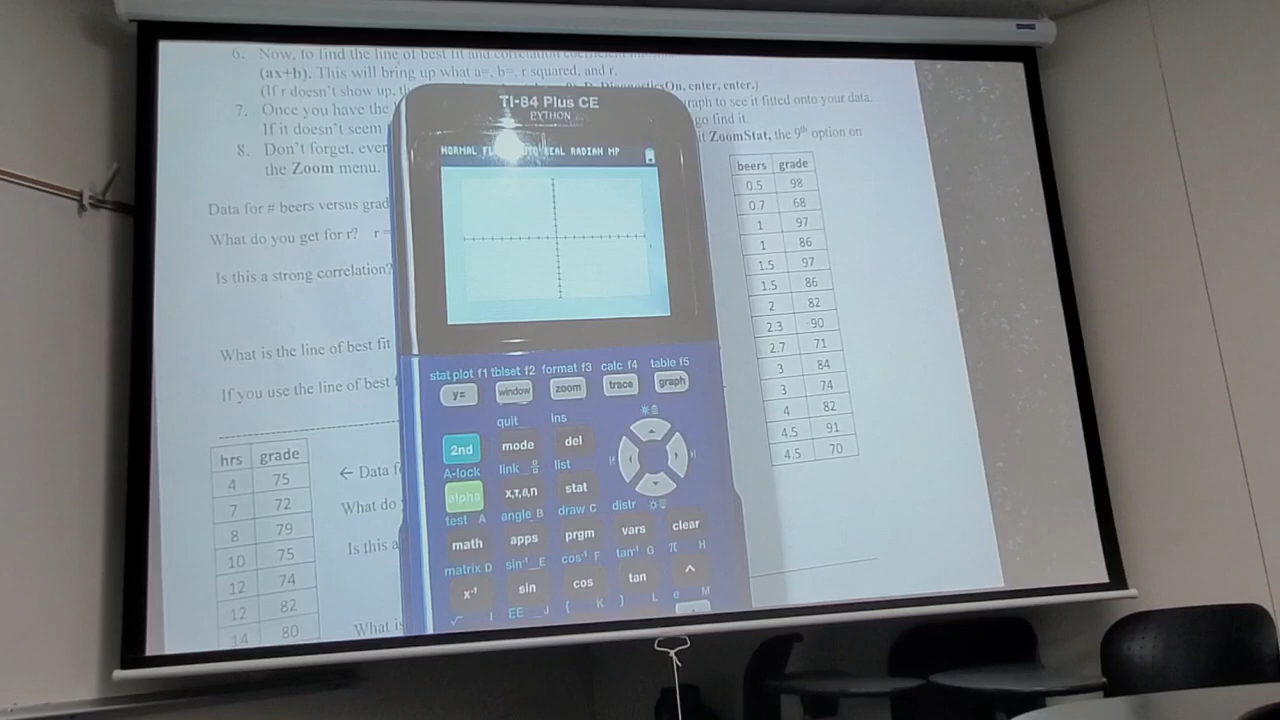 6. Now, to find the line of best fit and correlation coefficient
(ax+b). This will bring up what a=, b=, r squared, and r.
(If r doesn't show up, DiagnosticsOn, enter, enter.)
7. Once you have the graph to see it fitted onto your data.
If it doesn't seem go find it.
8. Don't forget, ever it ZoomStat, the 9th option on
the Zoom menu.
Data for # beers versus grad
What do you get for r? r =
Is this a strong correlation?
What is the line of best fit
If you use the line of best
beers grade
0.5 98
0.7 68
1 97
1 86
1.5 97
1.5 86
2 82
2.3 90
2.7 71
3 84
3 74
4 82
4.5 91
4.5 70
hrs grade
4 75
7 72
8 79
10 75
12 74
12 82
14 80
← Data f
What do
Is this a
What is
TI-84 Plus CE
PYTHON
NORMAL REAL RADIAN MP
stat plot f1 tblset f2 format f3 calc f4 table f5
y= window zoom trace graph
quit ins
2nd mode del
A-lock link list
alpha X,T,θ,n stat
test A angle B draw C distr
math apps prgm vars clear
matrix D sin⁻¹ E cos⁻¹ F tan⁻¹ G π H
x⁻¹ sin cos tan ^
√ I EE J { K } L e M